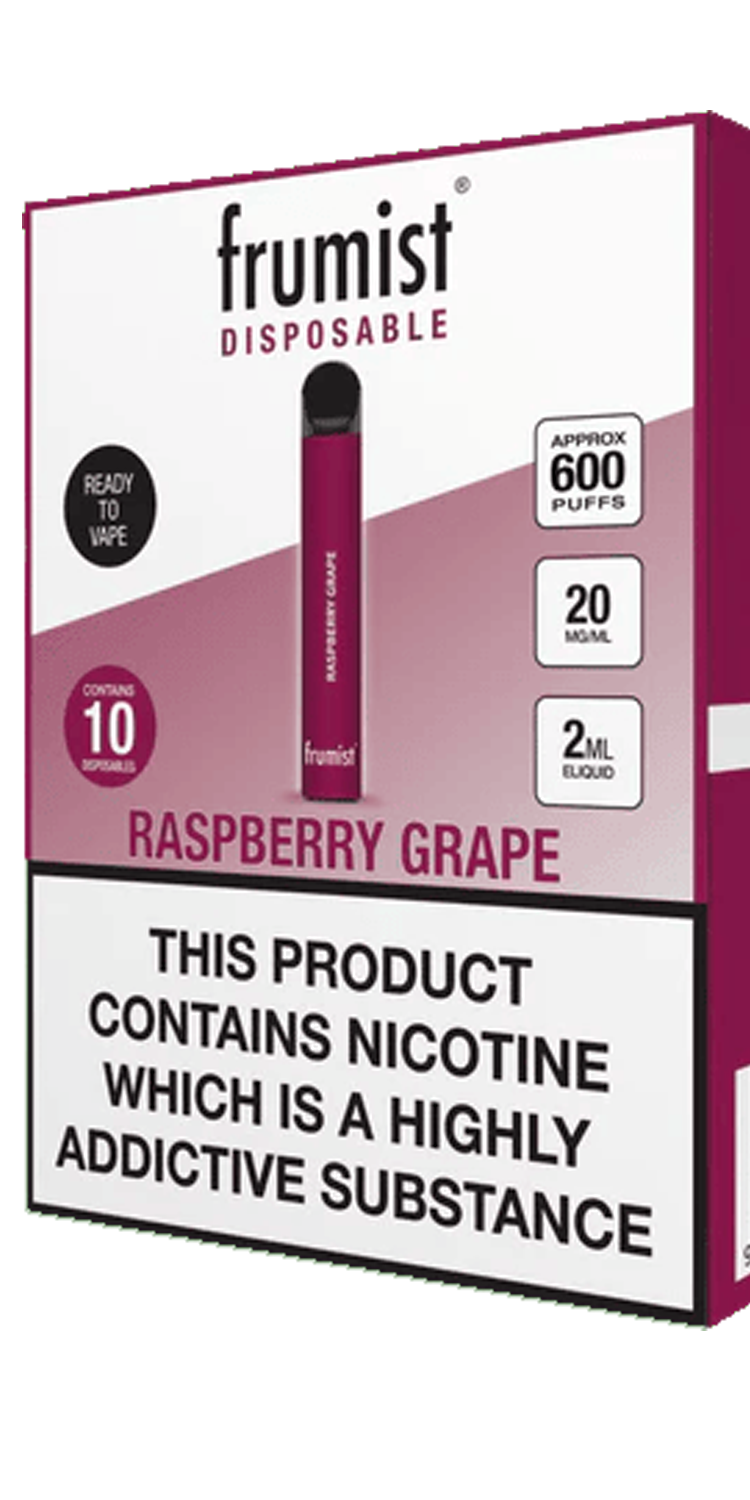 frumist®
DISPOSABLE
READY
TO
VAPE
APPROX
600
PUFFS
20
MG/ML
CONTAINS
10
DISPOSABLES
2ML
ELIQUID
RASPBERRY GRAPE
frumist
RASPBERRY GRAPE
THIS PRODUCT
CONTAINS NICOTINE
WHICH IS A HIGHLY
ADDICTIVE SUBSTANCE